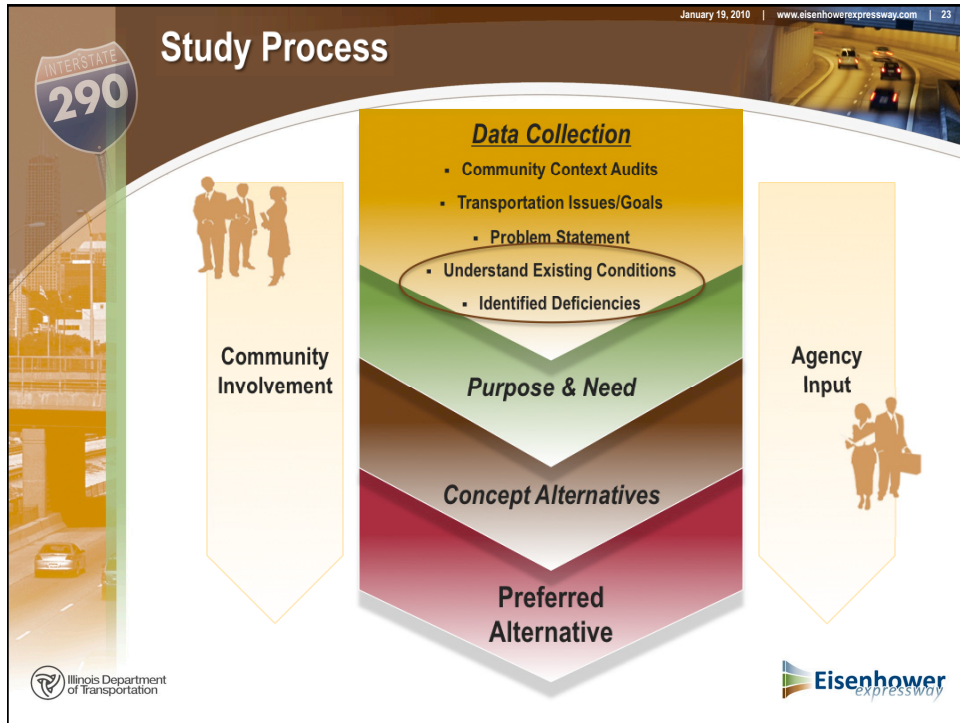 January 19, 2010 | www.eisenhowerexpressway.com | 23
Study Process
INTERSTATE
290
Data Collection
▪ Community Context Audits
▪ Transportation Issues/Goals
▪ Problem Statement
▪ Understand Existing Conditions
▪ Identified Deficiencies
Community
Involvement
Agency
Input
Purpose & Need
Concept Alternatives
Preferred
Alternative
Illinois Department
of Transportation
Eisenhower
expressway